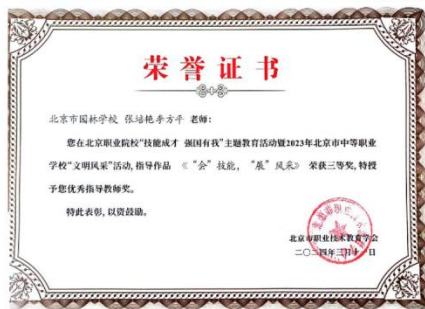 荣誉证书
北京市园林学校 张培艳李方平 老师:
您在北京职业院校“技能成才 强国有我”主题教育活动暨2023年北京市中等职业
学校“文明风采”活动,指导作品 《“会”技能,“展”风采》 荣获三等奖,特授
予您优秀指导教师奖。
特此表彰,以资鼓励。
北京市职业技术教育学会
二〇二四年三月十一日